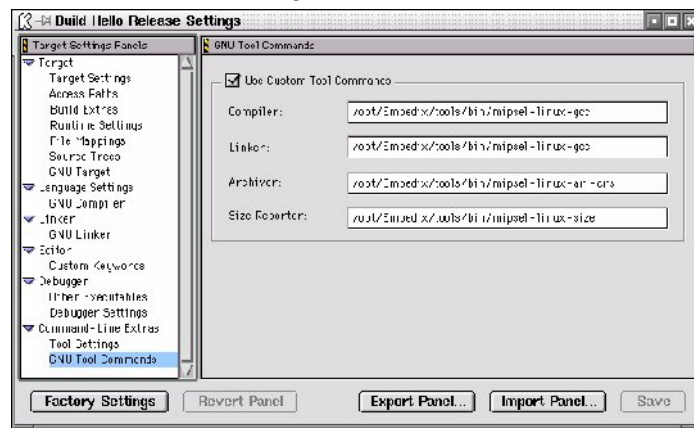 Build Hello Release Settings
Target Settings Panels
Target
Target Settings
Access Paths
Build Extras
Runtime Settings
File Mappings
Source Trees
GNU Target
Language Settings
GNU Compiler
Linker
GNU Linker
Editor
Custom Keywords
Debugger
Other Executables
Debugger Settings
Command-Line Extras
Tool Settings
GNU Tool Commands
GNU Tool Commands
Use Custom Tool Commands
Compiler: /opt/Embedix/tools/bin/mipsel-linux-gcc
Linker: /opt/Embedix/tools/bin/mipsel-linux-gcc
Archiver: /opt/Embedix/tools/bin/mipsel-linux-ar -crs
Size Reporter: /opt/Embedix/tools/bin/mipsel-linux-size
Factory Settings
Revert Panel
Export Panel...
Import Panel...
Save